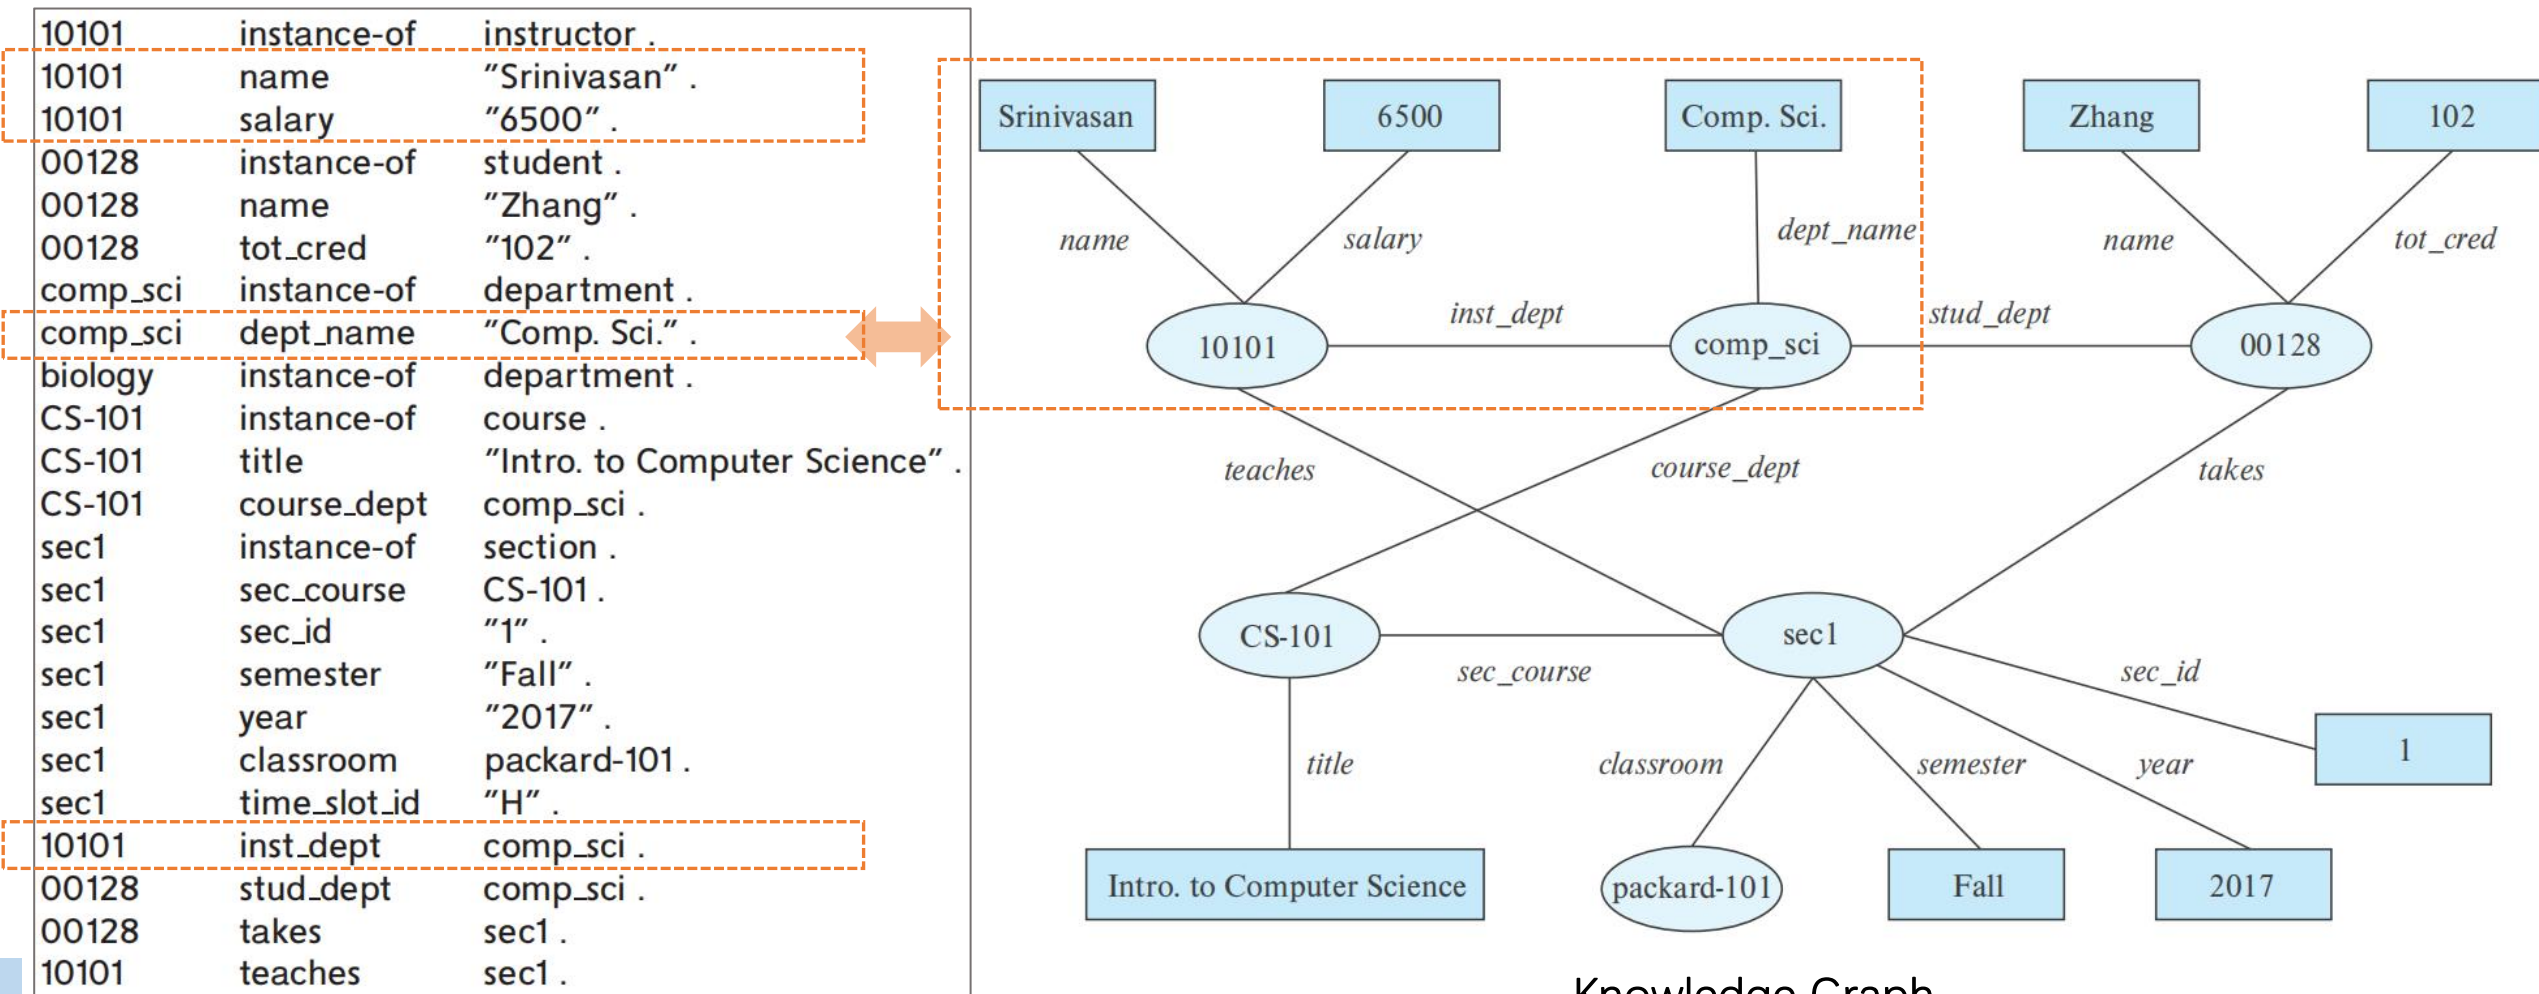 10101 instance-of instructor .
10101 name "Srinivasan" .
10101 salary "6500" .
00128 instance-of student .
00128 name "Zhang" .
00128 tot_cred "102" .
comp_sci instance-of department .
comp_sci dept_name "Comp. Sci." .
biology instance-of department .
CS-101 instance-of course .
CS-101 title "Intro. to Computer Science" .
CS-101 course_dept comp_sci .
sec1 instance-of section .
sec1 sec_course CS-101 .
sec1 sec_id "1" .
sec1 semester "Fall" .
sec1 year "2017" .
sec1 classroom packard-101 .
sec1 time_slot_id "H" .
10101 inst_dept comp_sci .
00128 stud_dept comp_sci .
00128 takes sec1 .
10101 teaches sec1 .
Srinivasan 6500 Comp. Sci. Zhang 102
name salary dept_name name tot_cred
inst_dept stud_dept
10101 comp_sci 00128
teaches course_dept takes
CS-101 sec1
sec_course sec_id
1
title classroom semester year
Intro. to Computer Science packard-101 Fall 2017
Knowledge Graph